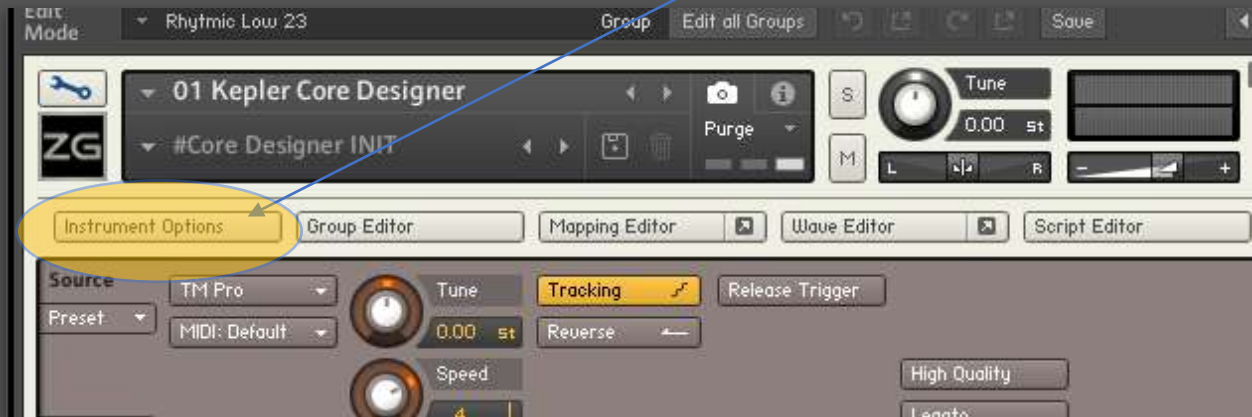 Edit
Mode
Rhytmic Low 23
Group
Edit all Groups
Save
01 Kepler Core Designer
Purge
S
Tune
0.00 st
ZG
#Core Designer INIT
M
L
R
-
+
Instrument Options
Group Editor
Mapping Editor
Wave Editor
Script Editor
Source
TM Pro
Tune
Tracking
Release Trigger
Preset
MIDI: Default
0.00 st
Reverse
Speed
High Quality
4
Legato